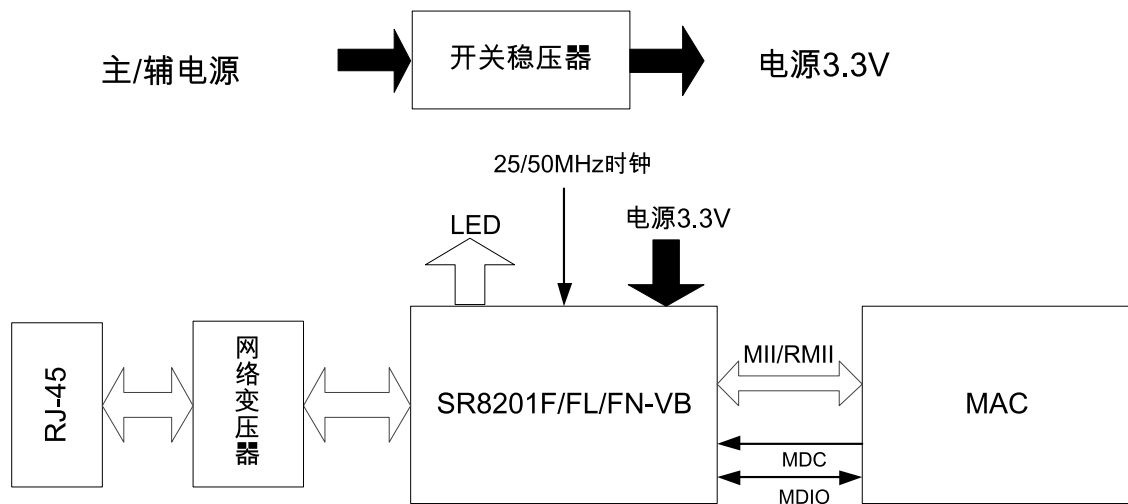 主/辅电源
开关稳压器
电源3.3V
25/50MHz时钟
LED
电源3.3V
RJ-45
网络变压器
SR8201F/FL/FN-VB
MII/RMII
MAC
MDC
MDIO